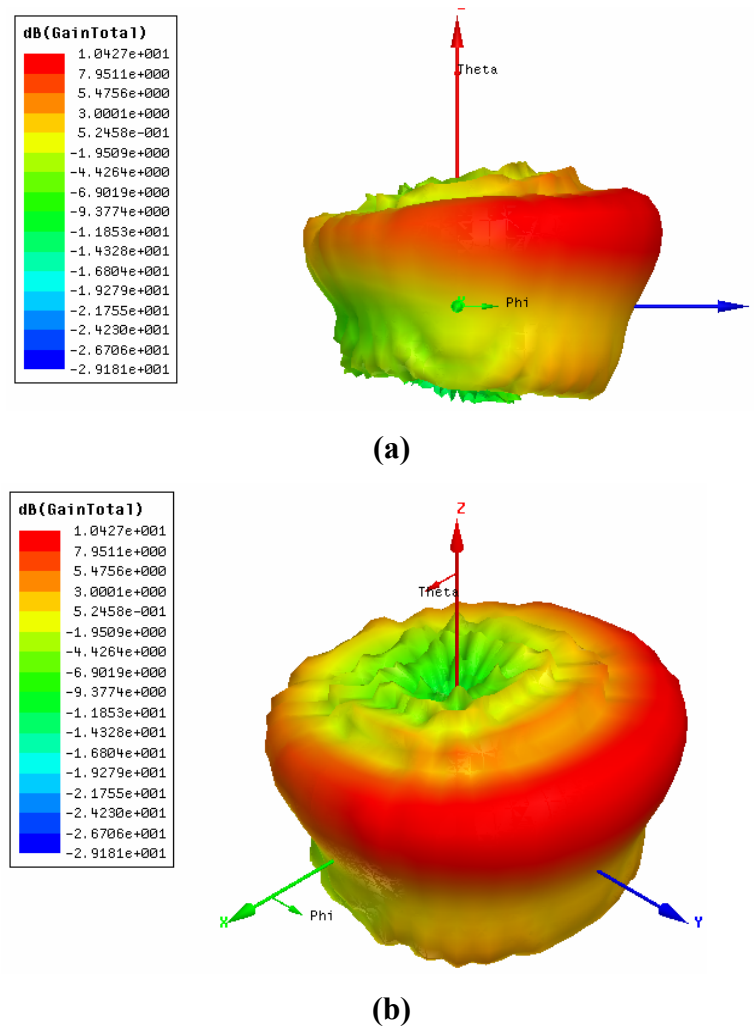 dB(GainTotal)
1.0427e+001
7.9511e+000
5.4756e+000
3.0001e+000
5.2458e-001
-1.9509e+000
-4.4264e+000
-6.9019e+000
-9.3774e+000
-1.1853e+001
-1.4328e+001
-1.6804e+001
-1.9279e+001
-2.1755e+001
-2.4230e+001
-2.6706e+001
-2.9181e+001
Theta
Phi
(a)
dB(GainTotal)
1.0427e+001
7.9511e+000
5.4756e+000
3.0001e+000
5.2458e-001
-1.9509e+000
-4.4264e+000
-6.9019e+000
-9.3774e+000
-1.1853e+001
-1.4328e+001
-1.6804e+001
-1.9279e+001
-2.1755e+001
-2.4230e+001
-2.6706e+001
-2.9181e+001
Z
Theta
X
Phi
Y
(b)